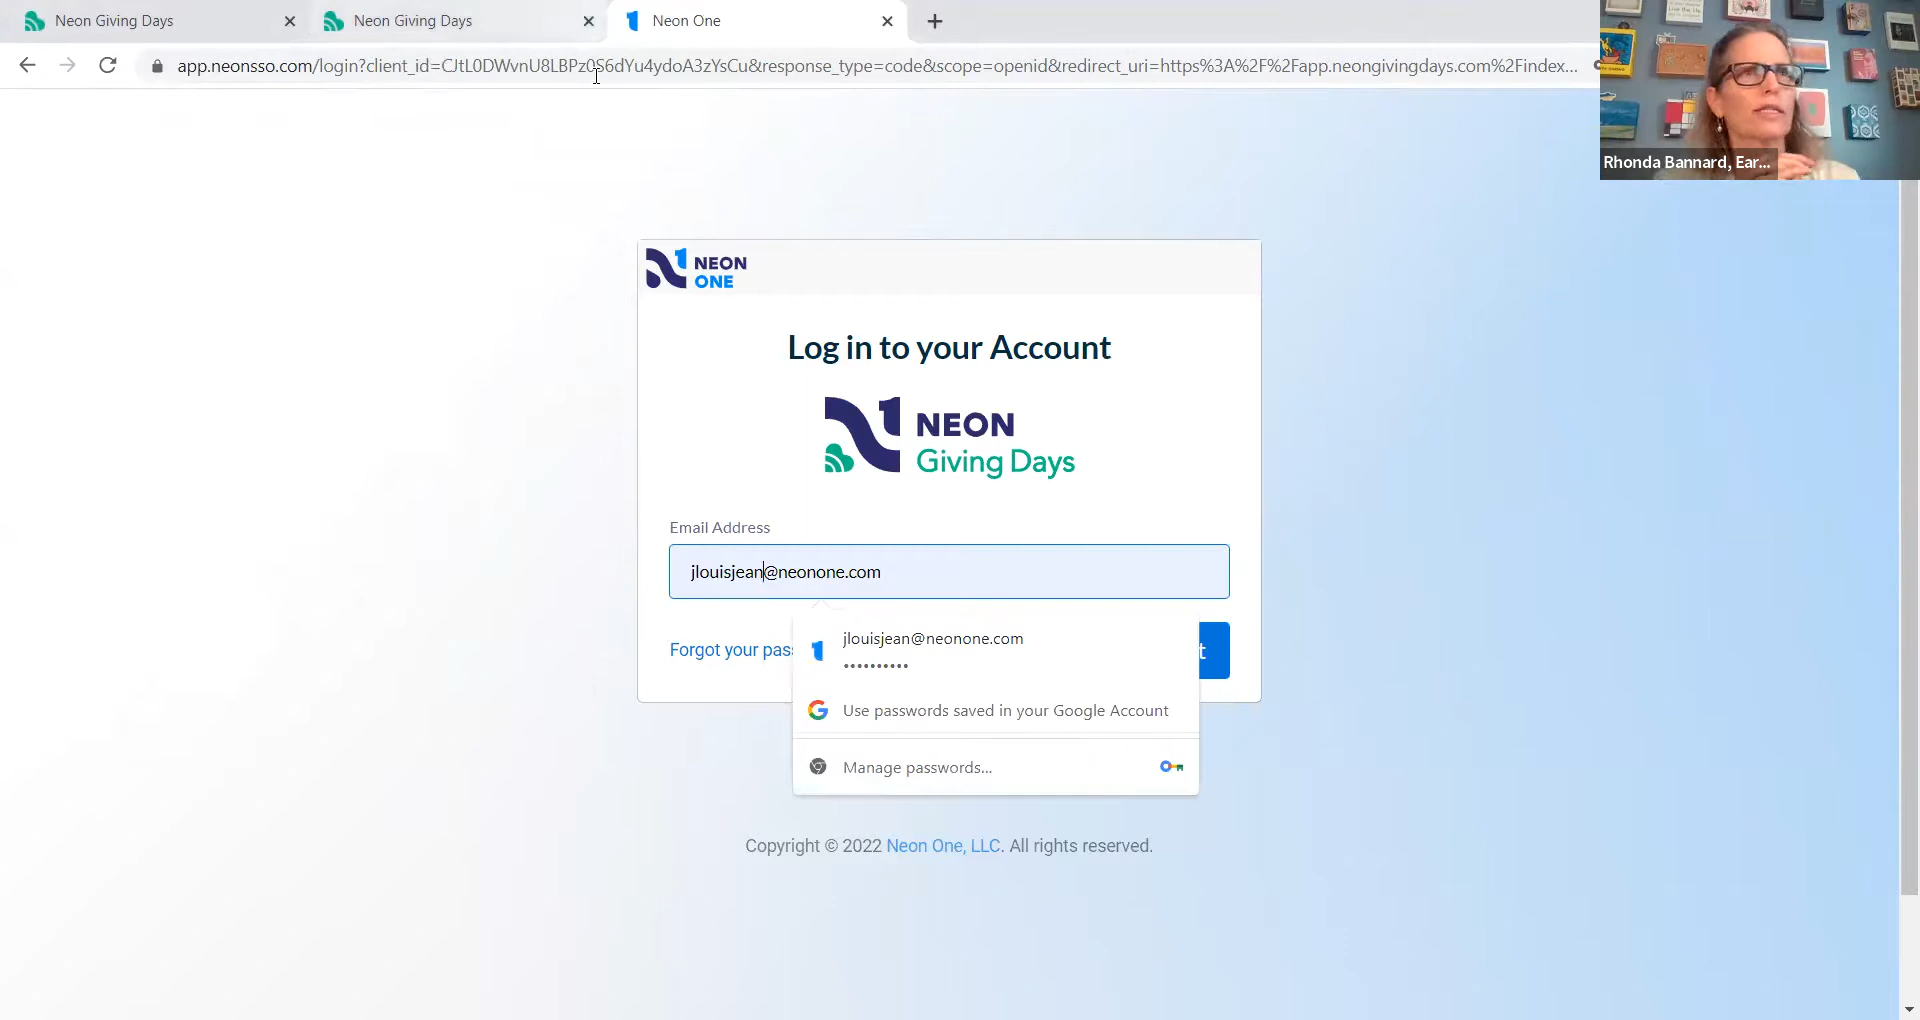 Neon Giving Days
Neon Giving Days
Neon One
app.neonsso.com/login?client_id=CJtL0DWvnU8LBPz0S6dYu4ydoA3zYsCu&response_type=code&scope=openid&redirect_uri=https%3A%2F%2Fapp.neongivingdays.com%2Findex...
Rhonda Bannard, Ear...
NEON
ONE
Log in to your Account
NEON
Giving Days
Email Address
jlouisjean@neonone.com
Forgot your pass
t
jlouisjean@neonone.com
••••••••••
Use passwords saved in your Google Account
Manage passwords...
Copyright © 2022 Neon One, LLC. All rights reserved.